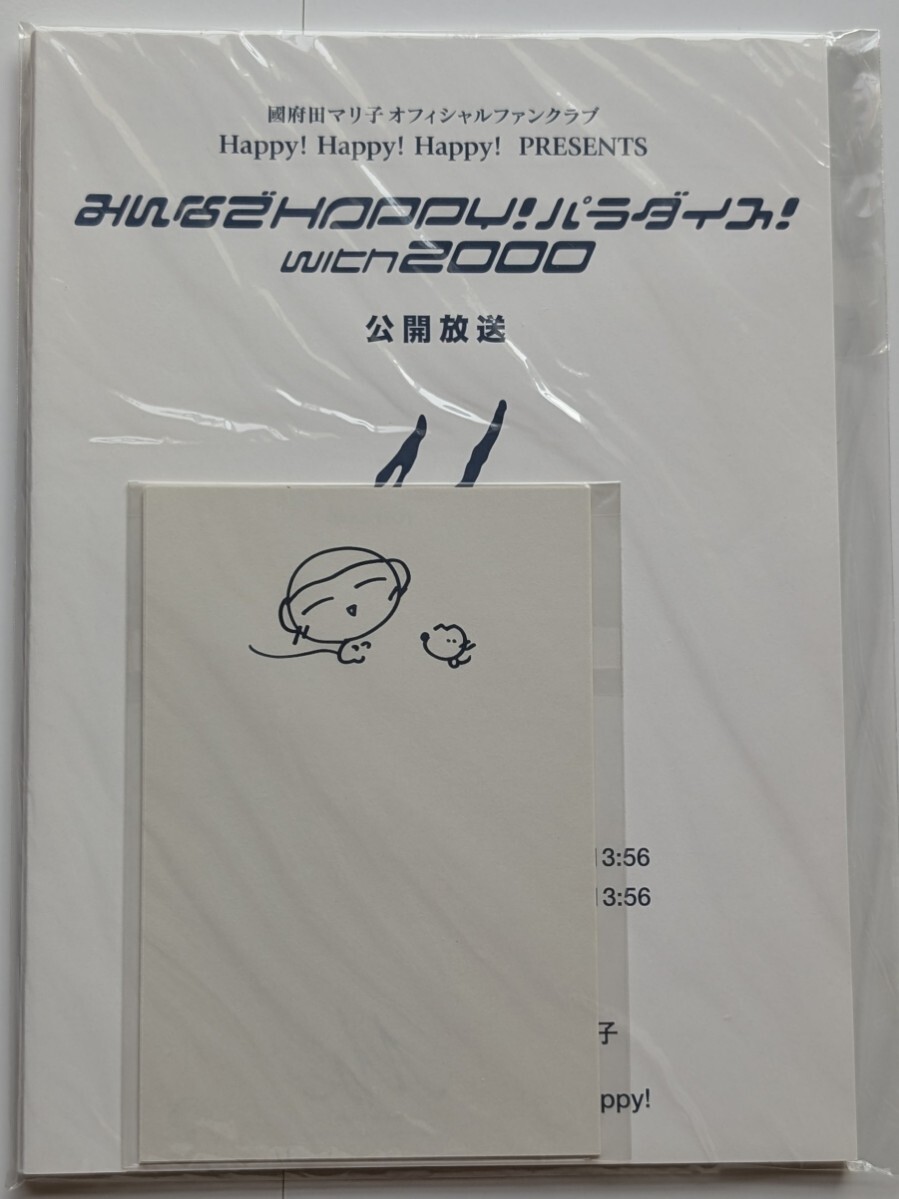 國府田マリ子 オフィシャルファンクラブ
Happy! Happy! Happy! PRESENTS
みんなでHAPPY!パラダイス!
with2000
公開放送
13:56
13:56
子
ppy!